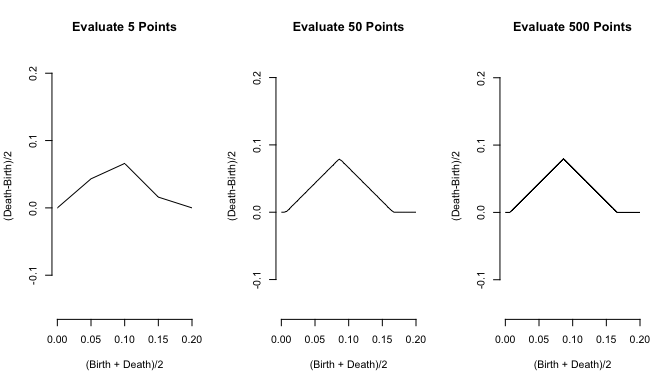 Evaluate 5 Points
0.2
0.1
0.0
-0.1
(Death-Birth)/2
0.00 0.05 0.10 0.15 0.20
(Birth + Death)/2
Evaluate 50 Points
0.2
0.1
0.0
-0.1
(Death-Birth)/2
0.00 0.05 0.10 0.15 0.20
(Birth + Death)/2
Evaluate 500 Points
0.2
0.1
0.0
-0.1
(Death-Birth)/2
0.00 0.05 0.10 0.15 0.20
(Birth + Death)/2